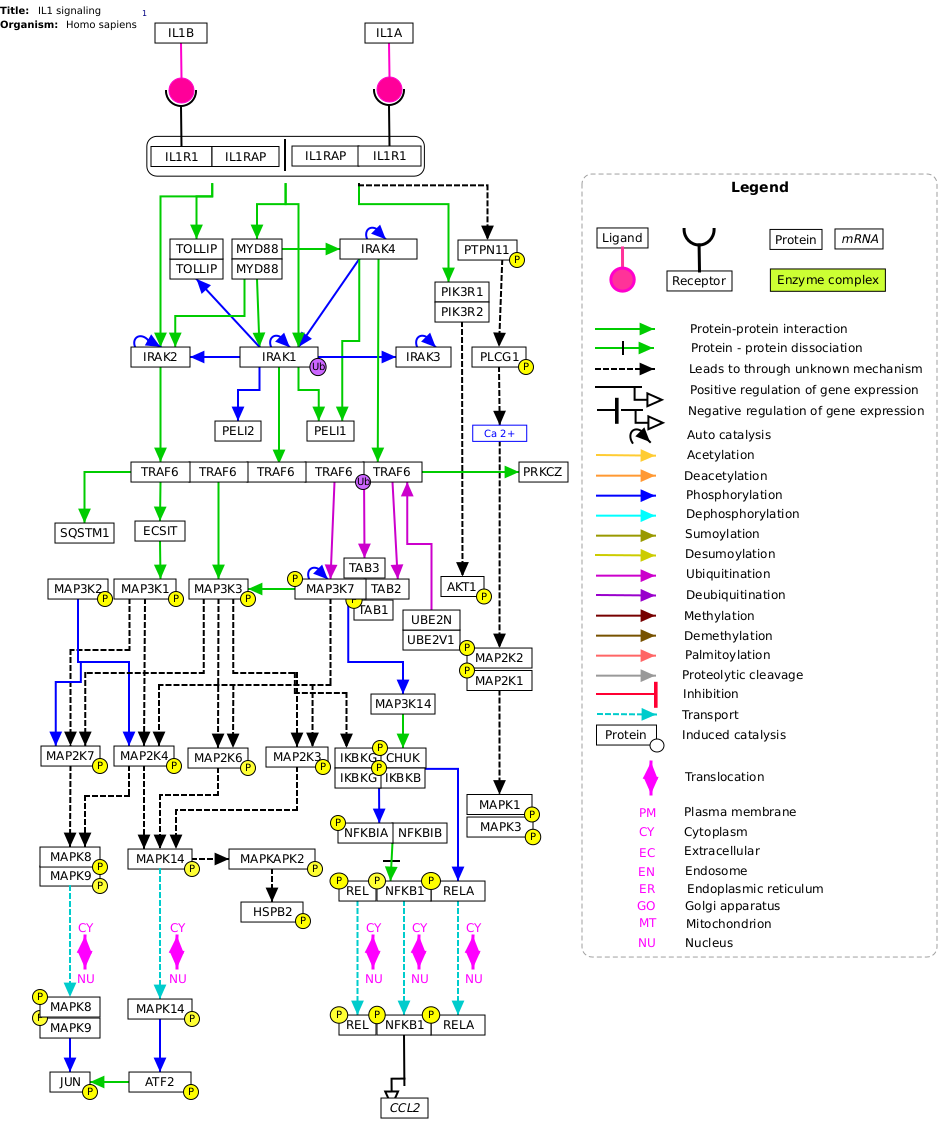 Title: IL1 signaling 1
Organism: Homo sapiens
IL1B IL1A
IL1R1 IL1RAP IL1RAP IL1R1
TOLLIP MYD88 IRAK4 PTPN11 P
TOLLIP MYD88
PIK3R1
PIK3R2
IRAK2 IRAK1 Ub IRAK3 PLCG1 P
PELI2 PELI1 Ca 2+
TRAF6 TRAF6 TRAF6 TRAF6 Ub TRAF6 PRKCZ
SQSTM1 ECSIT
TAB3
MAP3K2 P MAP3K1 P MAP3K3 P P MAP3K7 TAB2 AKT1 P
P TAB1
UBE2N
UBE2V1
P MAP2K2
P MAP2K1
MAP3K14
MAP2K7 P MAP2K4 P MAP2K6 P MAP2K3 P IKBKG P CHUK
IKBKG P IKBKB
MAPK1 P
MAPK3 P
P NFKBIA NFKBIB
MAPK8 P MAPK14 P MAPKAPK2 P
MAPK9 P
P REL P NFKB1 P RELA
HSPB2 P
CY CY CY CY CY
NU NU NU NU NU
P MAPK8 MAPK14 P
P MAPK9
P REL P NFKB1 P RELA
JUN P ATF2 P
CCL2
Legend
Ligand Protein mRNA
Receptor Enzyme complex
Protein-protein interaction
Protein - protein dissociation
Leads to through unknown mechanism
Positive regulation of gene expression
Negative regulation of gene expression
Auto catalysis
Acetylation
Deacetylation
Phosphorylation
Dephosphorylation
Sumoylation
Desumoylation
Ubiquitination
Deubiquitination
Methylation
Demethylation
Palmitoylation
Proteolytic cleavage
Inhibition
Transport
Protein Induced catalysis
Translocation
PM Plasma membrane
CY Cytoplasm
EC Extracellular
EN Endosome
ER Endoplasmic reticulum
GO Golgi apparatus
MT Mitochondrion
NU Nucleus